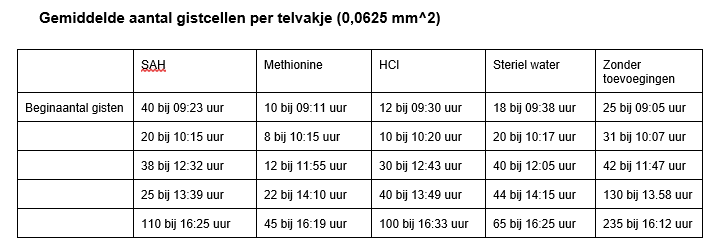 Gemiddelde aantal gistcellen per telvakje (0,0625 mm^2)
SAH Methionine HCl Steriel water Zonder
toevoegingen
Beginaantal gisten 40 bij 09:23 uur 10 bij 09:11 uur 12 bij 09:30 uur 18 bij 09:38 uur 25 bij 09:05 uur
20 bij 10:15 uur 8 bij 10:15 uur 10 bij 10:20 uur 20 bij 10:17 uur 31 bij 10:07 uur
38 bij 12:32 uur 12 bij 11:55 uur 30 bij 12:43 uur 40 bij 12:05 uur 42 bij 11:47 uur
25 bij 13:39 uur 22 bij 14:10 uur 40 bij 13:49 uur 44 bij 14:15 uur 130 bij 13.58 uur
110 bij 16:25 uur 45 bij 16:19 uur 100 bij 16:33 uur 65 bij 16:25 uur 235 bij 16:12 uur